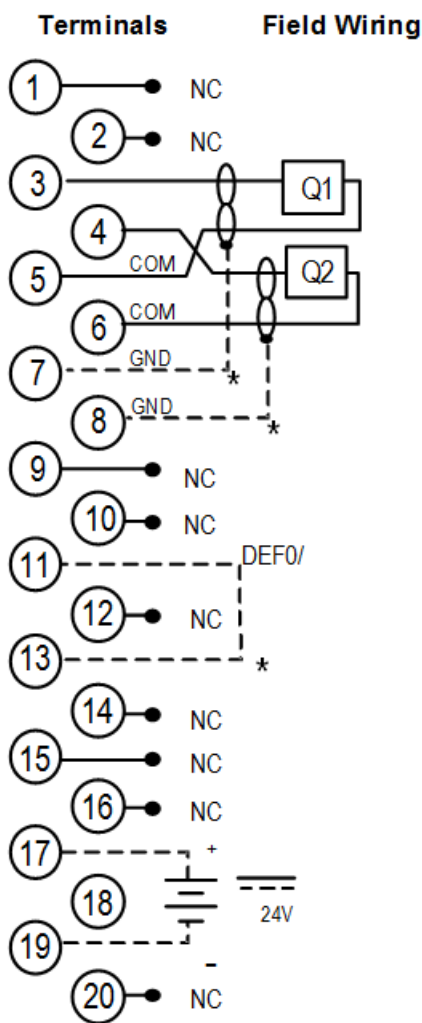 Terminals Field Wiring
1 NC
2 NC
3 Q1
4 Q2
5 COM
6 COM
7 GND *
8 GND *
9 NC
10 NC
11 DEF0/
12 NC
13 *
14 NC
15 NC
16 NC
17 +
18 24V
19 -
20 NC